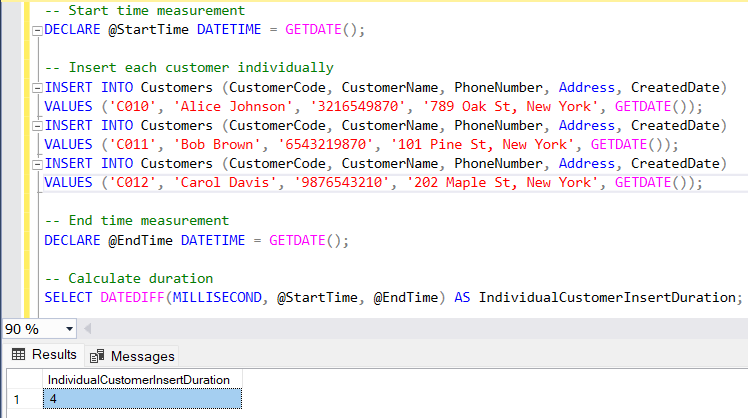 -- Start time measurement
DECLARE @StartTime DATETIME = GETDATE();
-- Insert each customer individually
INSERT INTO Customers (CustomerCode, CustomerName, PhoneNumber, Address, CreatedDate)
VALUES ('C010', 'Alice Johnson', '3216549870', '789 Oak St, New York', GETDATE());
INSERT INTO Customers (CustomerCode, CustomerName, PhoneNumber, Address, CreatedDate)
VALUES ('C011', 'Bob Brown', '6543219870', '101 Pine St, New York', GETDATE());
INSERT INTO Customers (CustomerCode, CustomerName, PhoneNumber, Address, CreatedDate)
VALUES ('C012', 'Carol Davis', '9876543210', '202 Maple St, New York', GETDATE());
-- End time measurement
DECLARE @EndTime DATETIME = GETDATE();
-- Calculate duration
SELECT DATEDIFF(MILLISECOND, @StartTime, @EndTime) AS IndividualCustomerInsertDuration;
90 %
Results Messages
IndividualCustomerInsertDuration
1 4